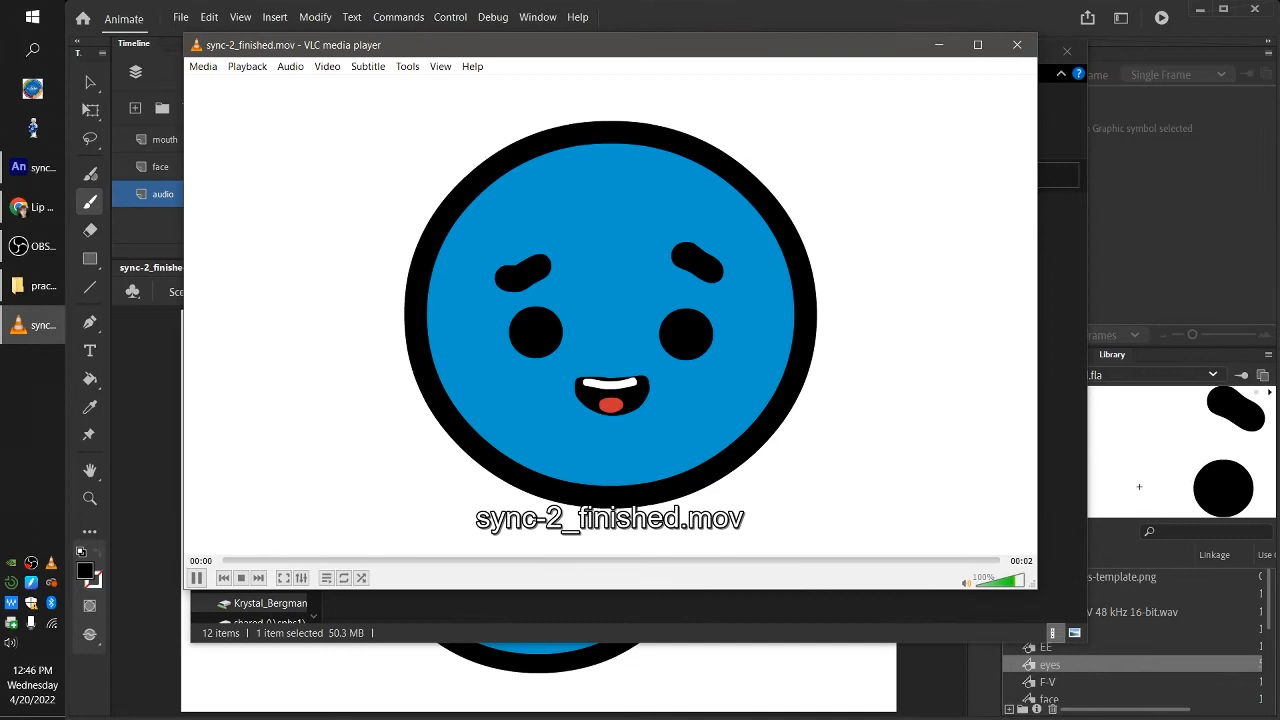 Animate
File Edit View Insert Modify Text Commands Control Debug Window Help
sync-2_finished.mov - VLC media player
Media Playback Audio Video Subtitle Tools View Help
T.
Timeline
mouth
face
audio
sync-2_finishe
Sce
An sync...
Lip ...
OBS...
prac...
sync...
sync-2_finished.mov
00:00
00:02
100%
Krystal_Bergman
12 items 1 item selected 50.3 MB
Single Frame
Graphic symbol selected
Library
.fla
Linkage
Use C
s-template.png
V 48 kHz 16-bit.wav
EE
eyes
F-V
face
12:46 PM
Wednesday
4/20/2022